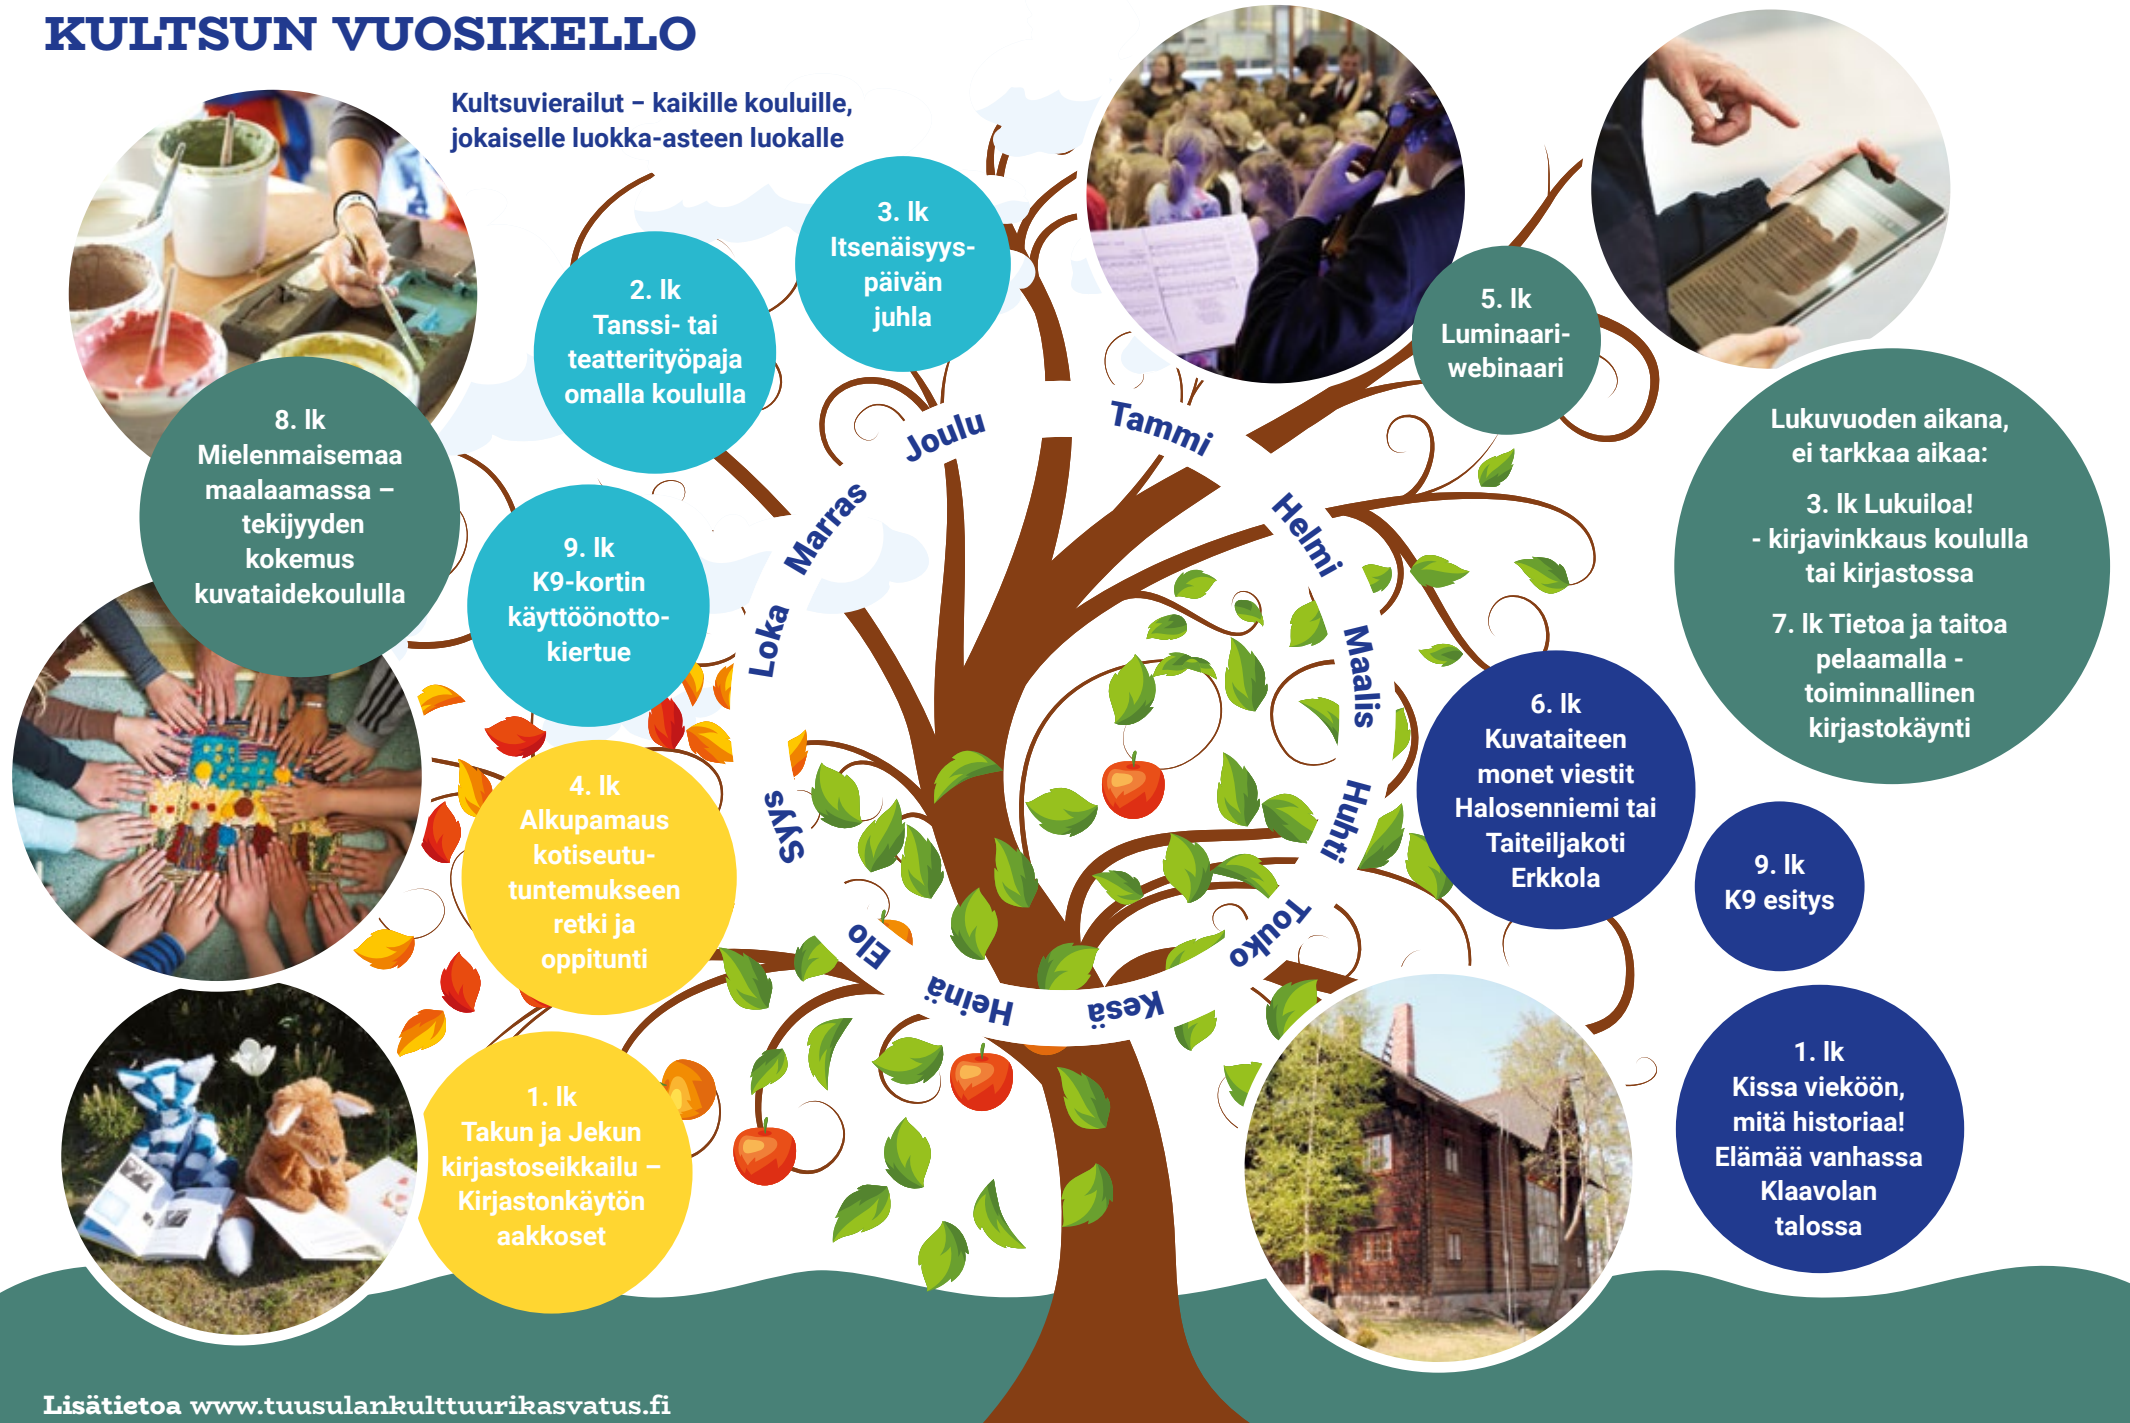 KULTSUN VUOSIKELLO
Kultsuvierailut – kaikille kouluille,
jokaiselle luokka-asteen luokalle
3. lk
Itsenäisyys-
päivän
juhla
2. lk
Tanssi- tai
teatterityöpaja
omalla koululla
5. lk
Luminaari-
webinaari
8. lk
Mielenmaisemaa
maalaamassa –
tekijyyden
kokemus
kuvataidekoululla
9. lk
K9-kortin
käyttöönotto-
kiertue
Lukuvuoden aikana,
ei tarkkaa aikaa:
3. lk Lukuiloa!
- kirjavinkkaus koululla
tai kirjastossa
7. lk Tietoa ja taitoa
pelaamalla -
toiminnallinen
kirjastokäynti
Tammi
Helmi
Maalis
Huhti
Touko
Kesä
Heinä
Elo
Syys
Loka
Marras
Joulu
4. lk
Alkupamaus
kotiseutu-
tuntemukseen
retki ja
oppitunti
6. lk
Kuvataiteen
monet viestit
Halosenniemi tai
Taiteiljakoti
Erkkola
9. lk
K9 esitys
1. lk
Takun ja Jekun
kirjastoseikkailu –
Kirjastonkäytön
aakkoset
1. lk
Kissa vieköön,
mitä historiaa!
Elämää vanhassa
Klaavolan
talossa
Lisätietoa www.tuusulankulttuurikasvatus.fi